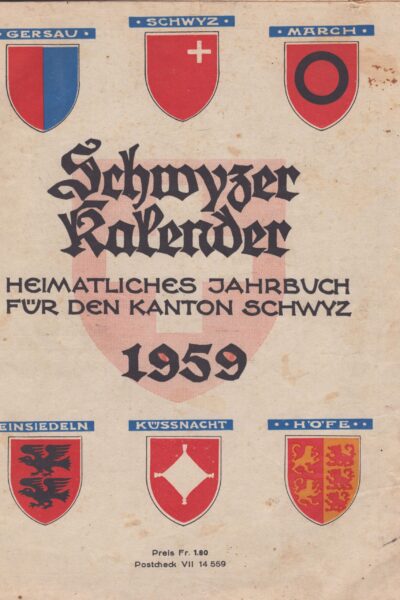 · GERSAU ·
· SCHWYZ ·
· MARCH ·
Schwyzer
Kalender
HEIMATLICHES JAHRBUCH
FÜR DEN KANTON SCHWYZ
1959
EINSIEDELN
KÜSSNACHT
· · HÖFE · ·
Preis Fr. 1.80
Postcheck VII 14 569